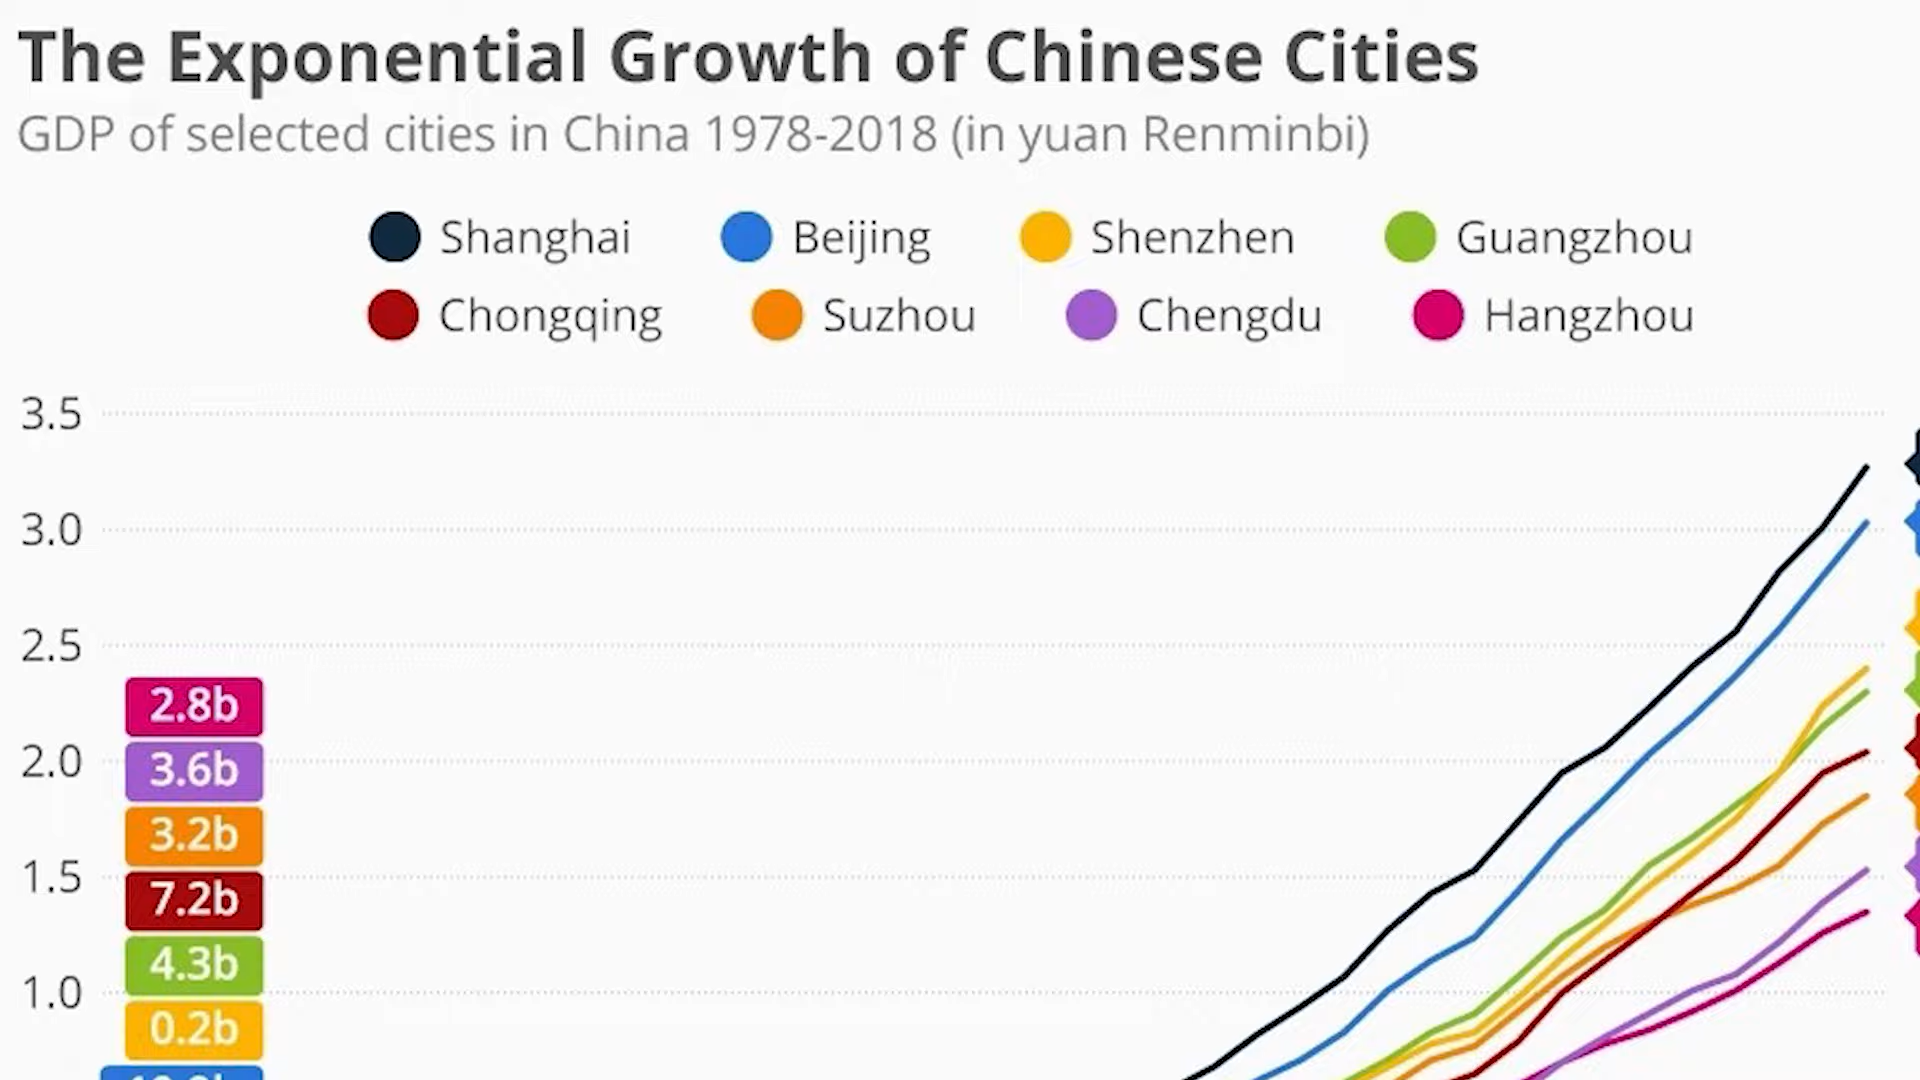 The Exponential Growth of Chinese Cities
GDP of selected cities in China 1978-2018 (in yuan Renminbi)
Shanghai Beijing Shenzhen Guangzhou
Chongqing Suzhou Chengdu Hangzhou
3.5
3.0
2.5
2.8b
2.0
3.6b
3.2b
1.5
7.2b
4.3b
1.0
0.2b